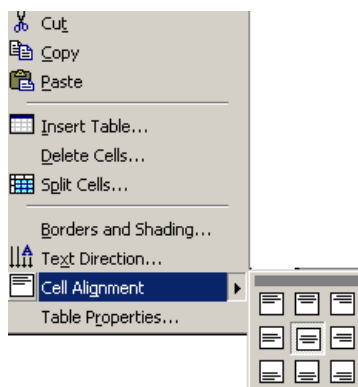 Cut
Copy
Paste
Insert Table...
Delete Cells...
Split Cells...
Borders and Shading...
Text Direction...
Cell Alignment
Table Properties...